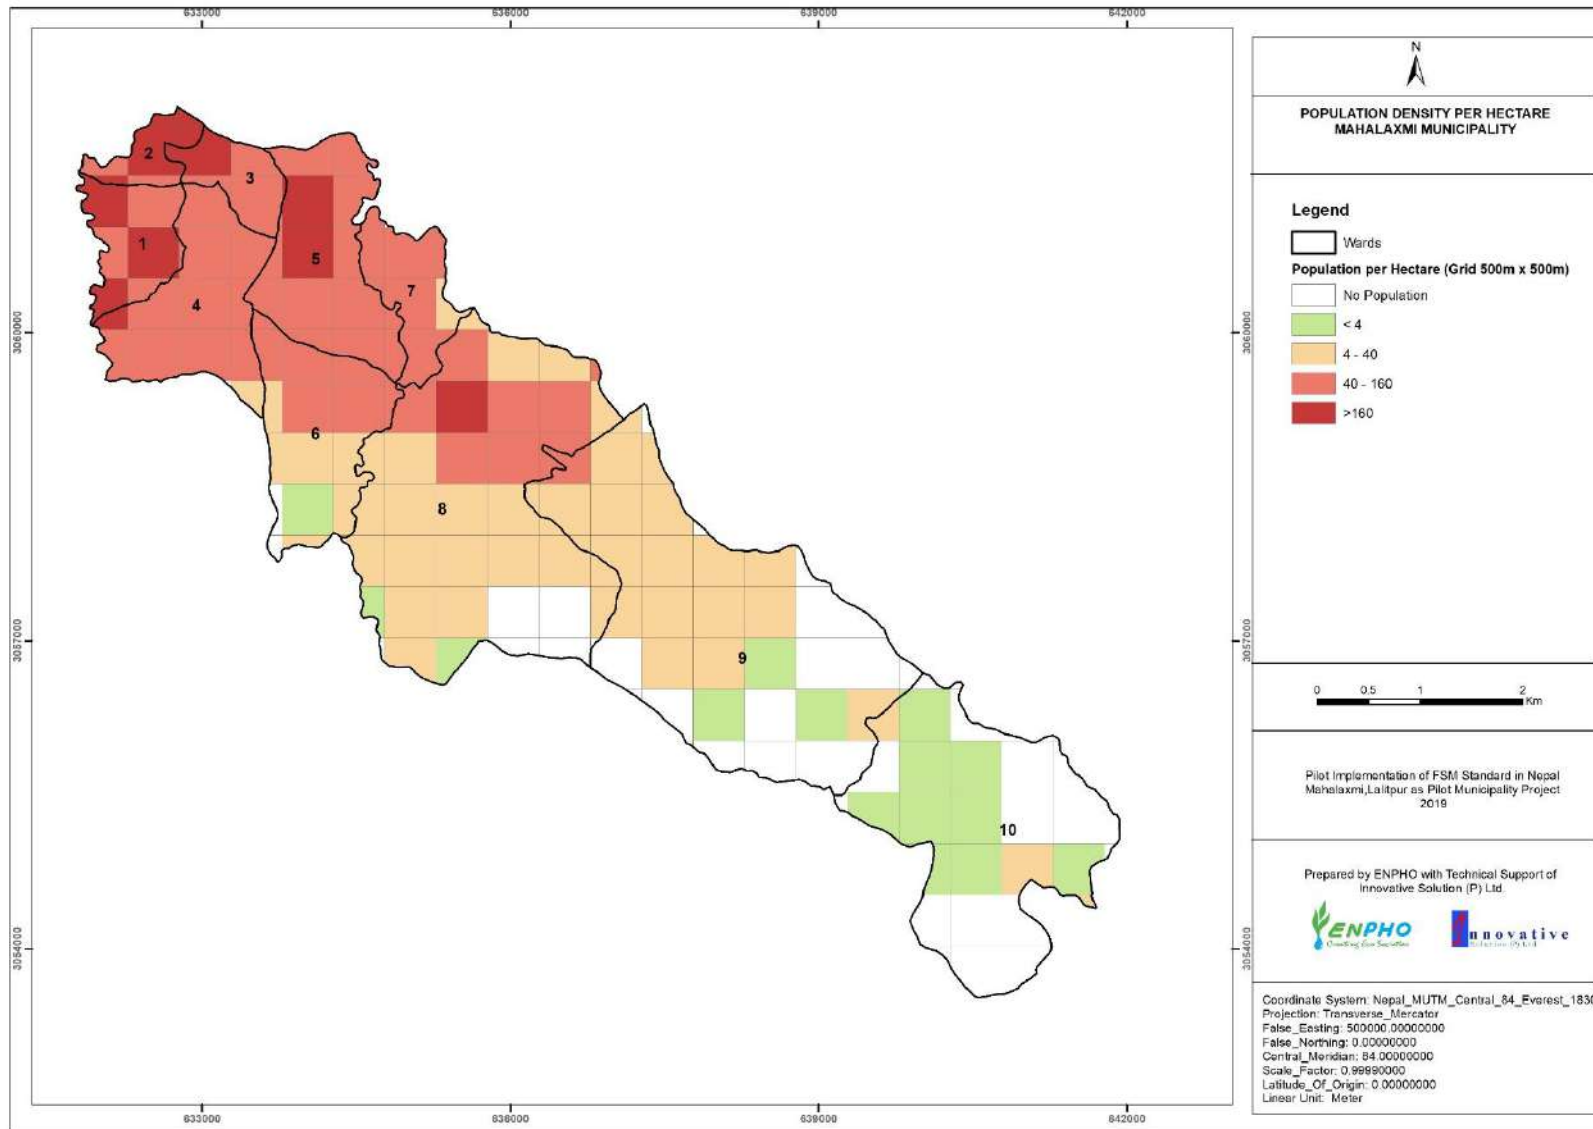 633000
636000
639000
642000
N
POPULATION DENSITY PER HECTARE
MAHALAXMI MUNICIPALITY
Legend
Wards
Population per Hectare (Grid 500m x 500m)
No Population
< 4
4 - 40
40 - 160
>160
2
3
1
5
7
4
6
8
9
10
3060000
3057000
3054000
3060000
3057000
3054000
0 0.5 1 2
Km
Pilot Implementation of FSM Standard in Nepal
Mahalaxmi,Lalitpur as Pilot Municipality Project
2019
Prepared by ENPHO with Technical Support of
Innovative Solution (P) Ltd.
ENPHO
Innovative
Coordinate System: Nepal_MUTM_Central_84_Everest_1830
Projection: Transverse_Mercator
False_Easting: 500000.00000000
False_Northing: 0.00000000
Central_Meridian: 84.00000000
Scale_Factor: 0.99990000
Latitude_Of_Origin: 0.00000000
Linear Unit: Meter
633000
636000
639000
642000